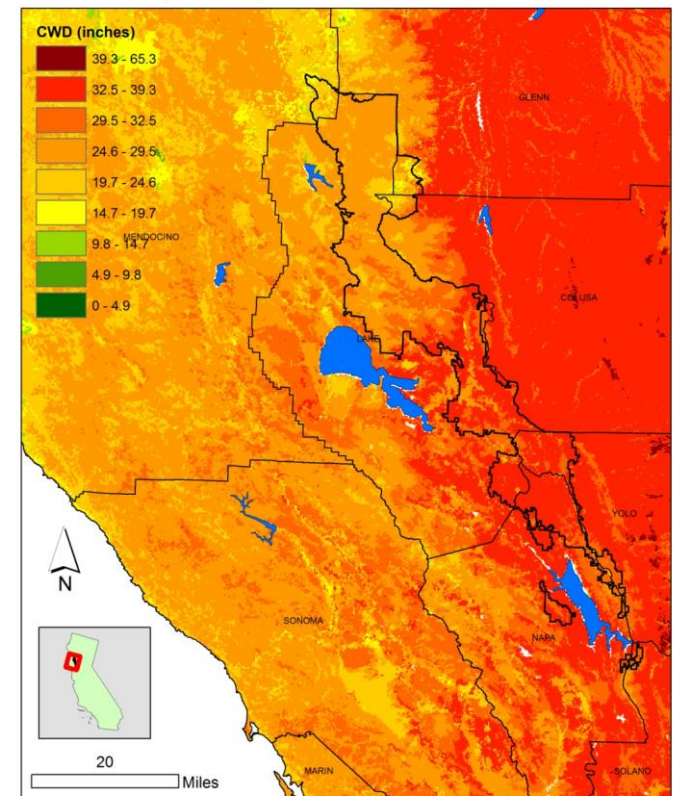 CWD (inches)
39.3 - 65.3
32.5 - 39.3
29.5 - 32.5
24.6 - 29.5
19.7 - 24.6
14.7 - 19.7
9.8 - 14.7
4.9 - 9.8
0 - 4.9
GLENN
MENDOCINO
COLUSA
LAKE
YOLO
N
SONOMA
NAPA
20
Miles
MARIN
SOLANO